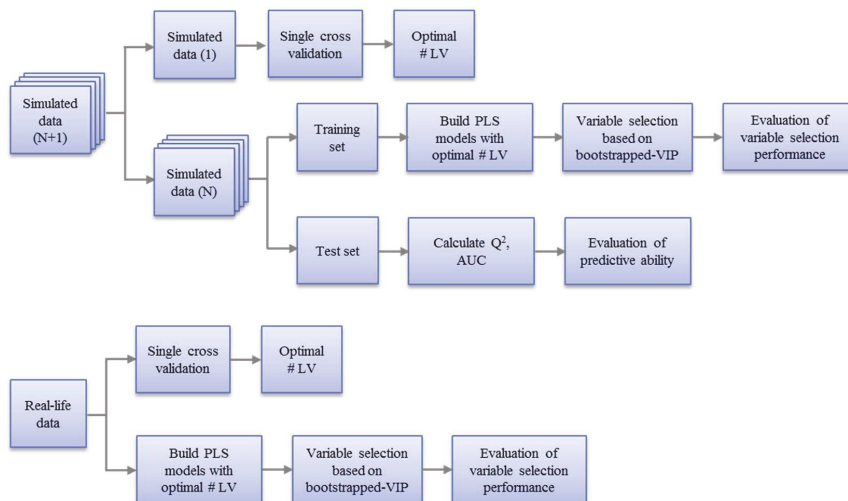 Simulated
data (1)
Single cross
validation
Optimal
# LV
Simulated
data
(N+1)
Simulated
data (N)
Training
set
Build PLS
models with
optimal # LV
Variable selection
based on
bootstrapped-VIP
Evaluation of
variable selection
performance
Test set
Calculate Q²,
AUC
Evaluation of
predictive ability
Real-life
data
Single cross
validation
Optimal
# LV
Build PLS
models with
optimal # LV
Variable selection
based on
bootstrapped-VIP
Evaluation of
variable selection
performance